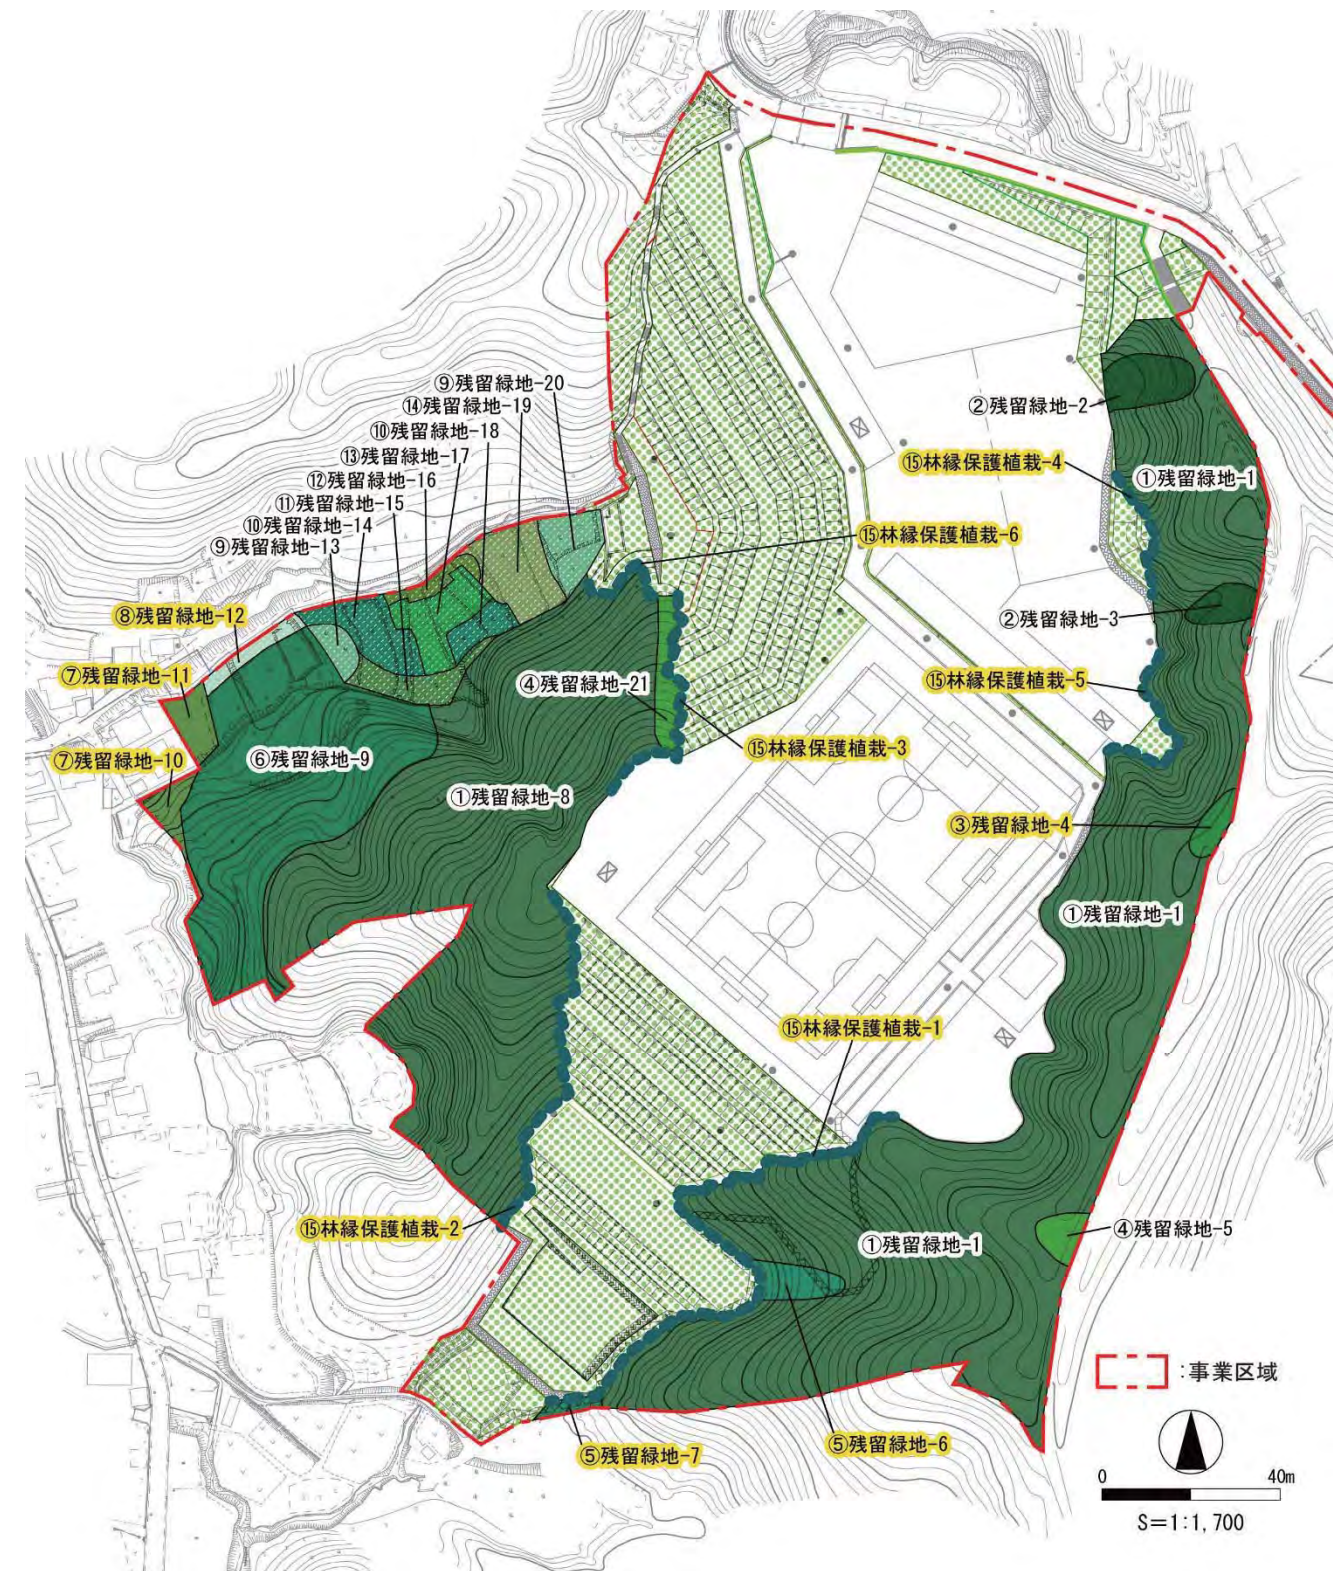 ⑨残留緑地-20
⑭残留緑地-19
⑩残留緑地-18
⑬残留緑地-17
⑫残留緑地-16
⑪残留緑地-15
⑩残留緑地-14
⑨残留緑地-13
⑧残留緑地-12
⑦残留緑地-11
⑦残留緑地-10
⑥残留緑地-9
①残留緑地-8
④残留緑地-21
②残留緑地-2
⑮林縁保護植栽-4
①残留緑地-1
⑮林縁保護植栽-6
②残留緑地-3
⑮林縁保護植栽-5
⑮林縁保護植栽-3
③残留緑地-4
①残留緑地-1
⑮林縁保護植栽-1
⑮林縁保護植栽-2
①残留緑地-1
④残留緑地-5
⑤残留緑地-6
⑤残留緑地-7
:事業区域
0 40m
S=1:1,700